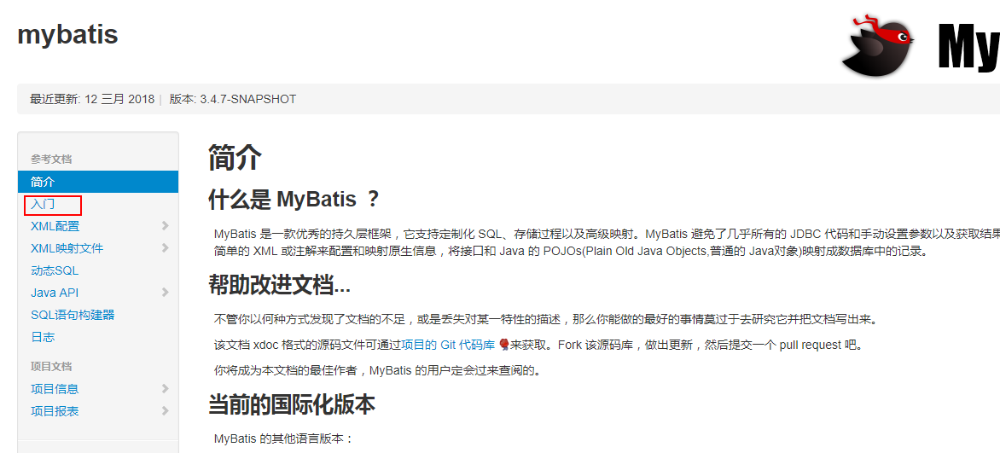 mybatis
My
最近更新: 12 三月 2018 | 版本: 3.4.7-SNAPSHOT
参考文档
简介
入门
XML配置
XML映射文件
动态SQL
Java API
SQL语句构建器
日志
项目文档
项目信息
项目报表
简介
什么是 MyBatis ？
MyBatis 是一款优秀的持久层框架，它支持定制化 SQL、存储过程以及高级映射。MyBatis 避免了几乎所有的 JDBC 代码和手动设置参数以及获取结果
简单的 XML 或注解来配置和映射原生信息，将接口和 Java 的 POJOs(Plain Old Java Objects,普通的 Java对象)映射成数据库中的记录。
帮助改进文档...
不管你以何种方式发现了文档的不足，或是丢失对某一特性的描述，那么你能做的最好的事情莫过于去研究它并把文档写出来。
该文档 xdoc 格式的源码文件可通过项目的 Git 代码库 来获取。Fork 该源码库，做出更新，然后提交一个 pull request 吧。
你将成为本文档的最佳作者，MyBatis 的用户定会过来查阅的。
当前的国际化版本
MyBatis 的其他语言版本：